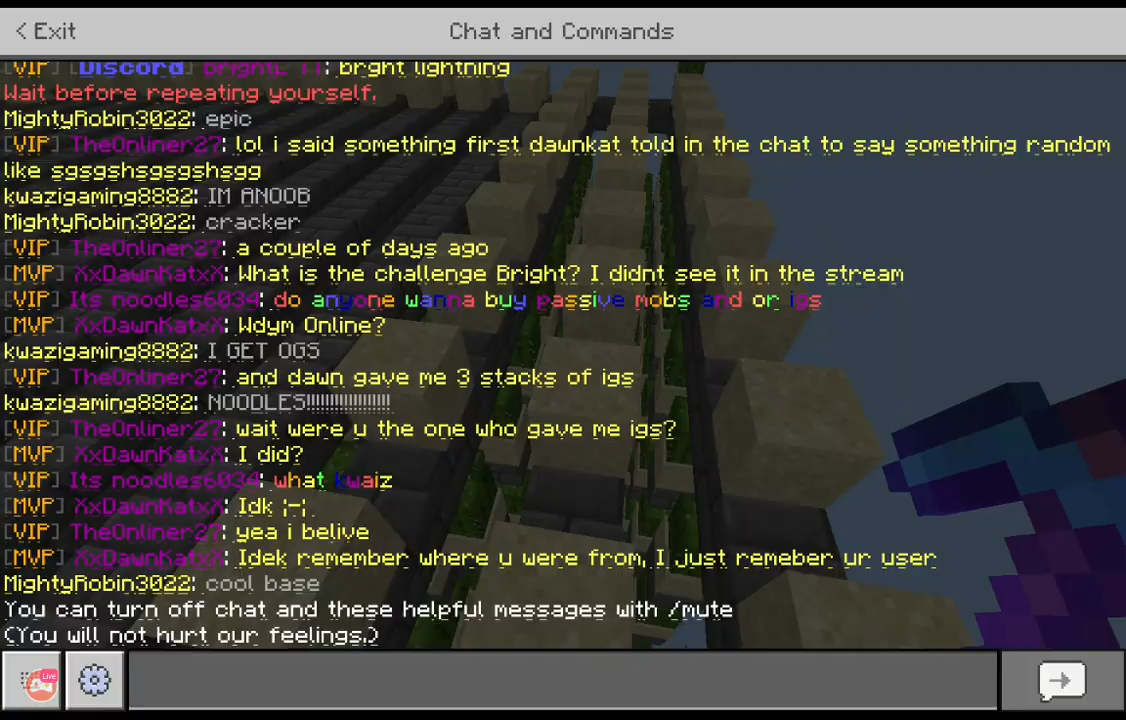 < Exit
Chat and Commands
[VIP] [Discord] brightL_11: brght lightning
Wait before repeating yourself.
MightyRobin3022: epic
[VIP] TheOnliner27: lol i said something first dawnkat told in the chat to say something random
like sgsgshsgsgshsgg
kwazigaming8882: IM ANOOB
MightyRobin3022: cracker
[VIP] TheOnliner27: a couple of days ago
[MVP] XxDawnKatxX: What is the challenge Bright? I didnt see it in the stream
[VIP] Its noodles6034: do anyone wanna buy passive mobs and or igs
[MVP] XxDawnKatxX: Wdym Online?
kwazigaming8882: I GET OGS
[VIP] TheOnliner27: and dawn gave me 3 stacks of igs
kwazigaming8882: NOODLES!!!!!!!!!!!!!!!!!!
[VIP] TheOnliner27: wait were u the one who gave me igs?
[MVP] XxDawnKatxX: I did?
[VIP] Its noodles6034: what kwaiz
[MVP] XxDawnKatxX: Idk |-|
[VIP] TheOnliner27: yea i belive
[MVP] XxDawnKatxX: Idek remember where u were from, I just remeber ur user
MightyRobin3022: cool base
You can turn off chat and these helpful messages with /mute
(You will not hurt our feelings.)
Live